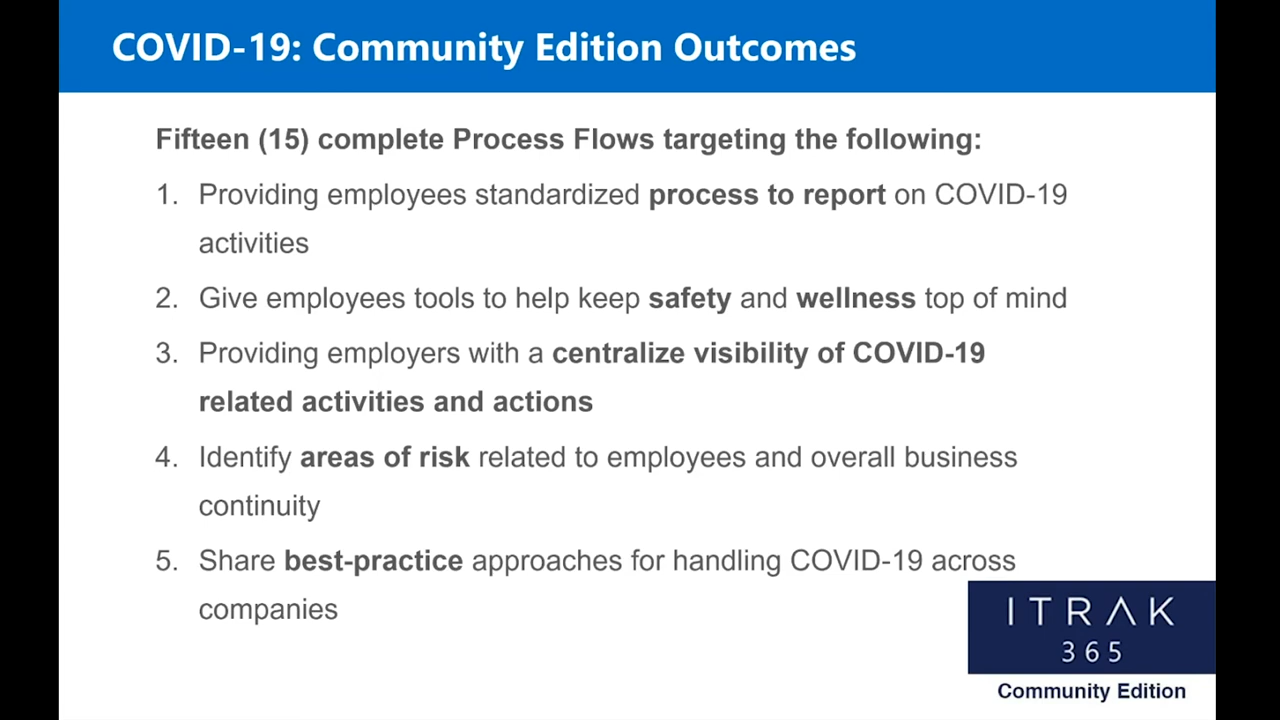 COVID-19: Community Edition Outcomes
Fifteen (15) complete Process Flows targeting the following:
1. Providing employees standardized process to report on COVID-19
activities
2. Give employees tools to help keep safety and wellness top of mind
3. Providing employers with a centralize visibility of COVID-19
related activities and actions
4. Identify areas of risk related to employees and overall business
continuity
5. Share best-practice approaches for handling COVID-19 across
companies
ITRAK
365
Community Edition